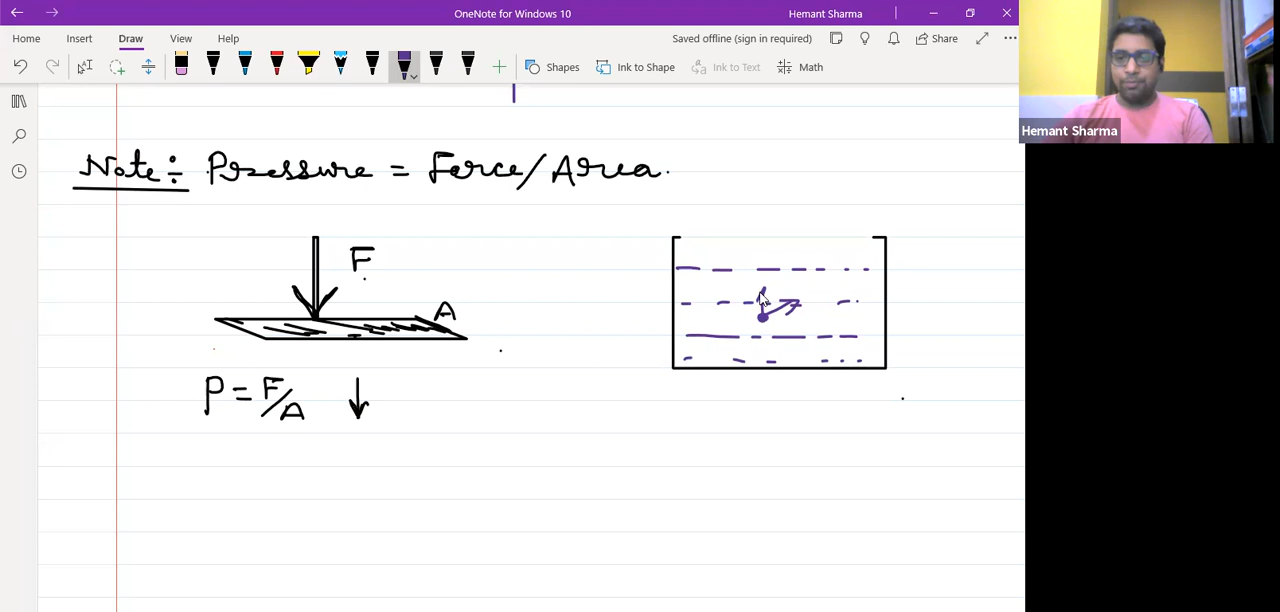 OneNote for Windows 10
Hemant Sharma
Home Insert Draw View Help
Saved offline (sign in required)
Share
Shapes
Ink to Shape
Ink to Text
Math
Hemant Sharma
Note÷ Pressure = Force/Area.
F
A
P = F/A ↓